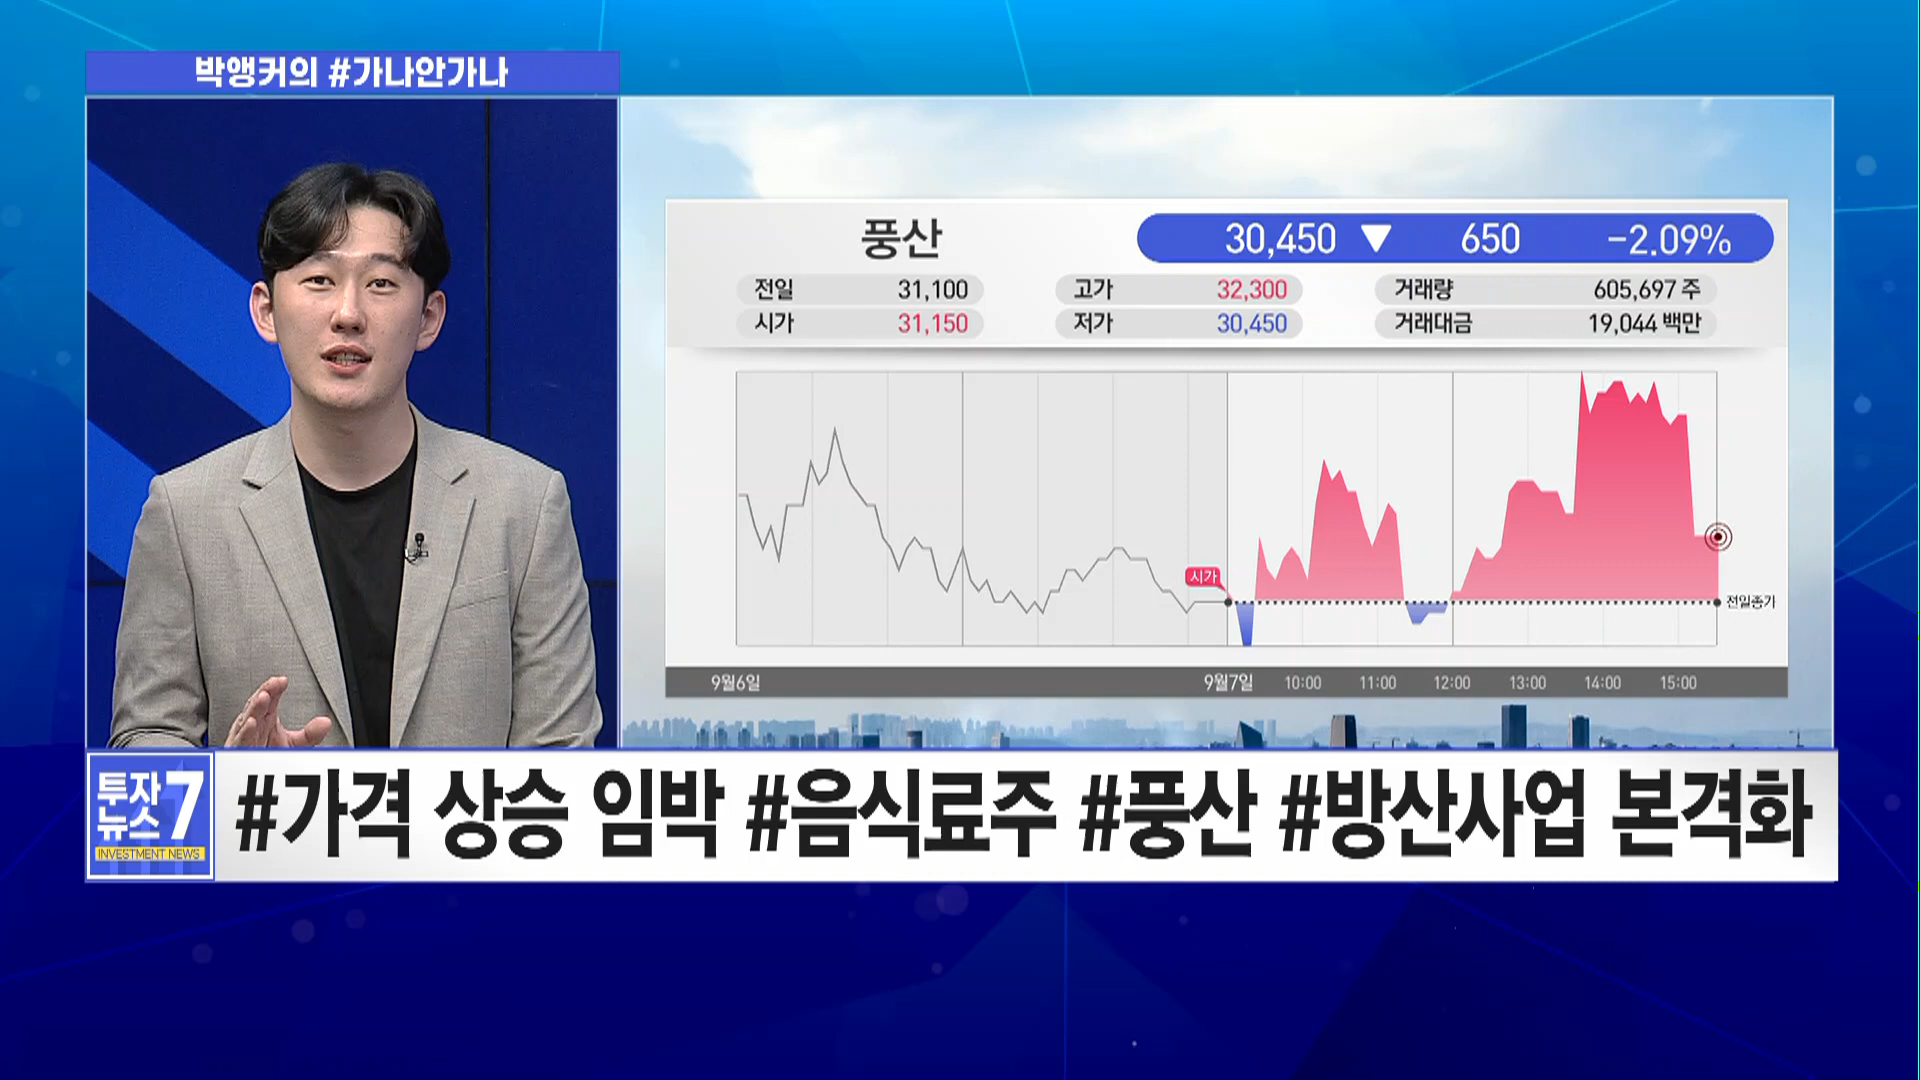 박앵커의 #가나안가나
풍산 30,450 ▼ 650 -2.09%
전일 31,100 고가 32,300 거래량 605,697 주
시가 31,150 저가 30,450 거래대금 19,044 백만
시가
전일종가
9월6일 9월7일 10:00 11:00 12:00 13:00 14:00 15:00
투자
뉴스 7
INVESTMENT NEWS
#가격 상승 임박 #음식료주 #풍산 #방산사업 본격화